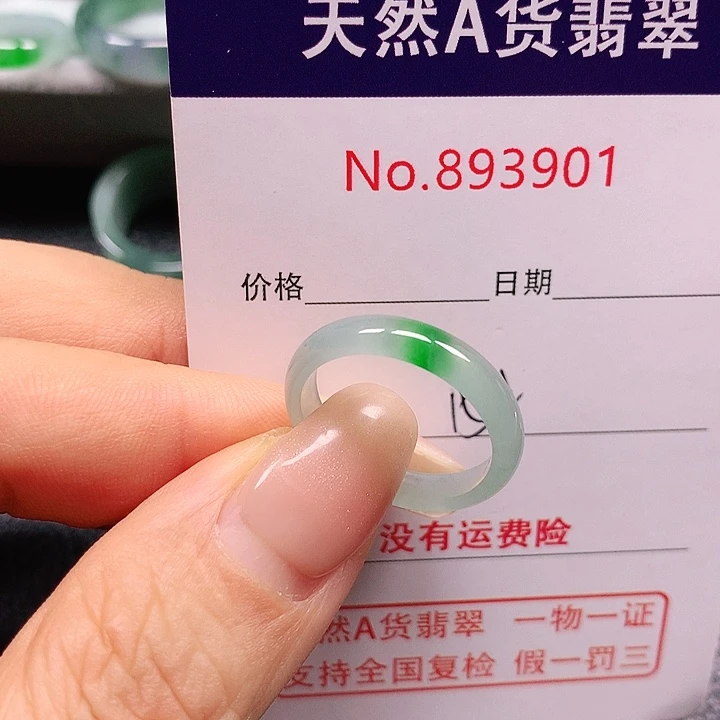 天然A货翡翠
No.893901
价格 日期
没有运费险
然A货翡翠 一物一证
支持全国复检 假一罚三